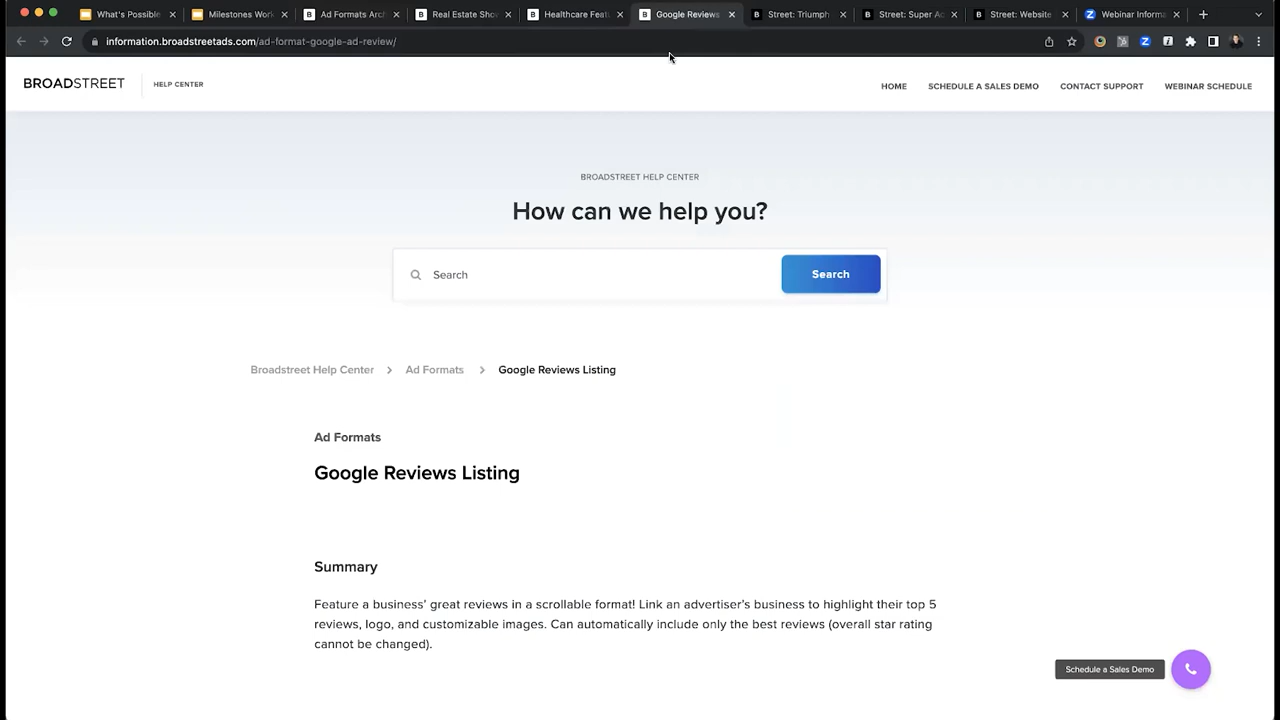 What's Possible
Milestones Work
Ad Formats Arch
Real Estate Show
Healthcare Feat
Google Reviews
Street: Triumph
Street: Super Ad
Street: Website
Webinar Informa
information.broadstreetads.com/ad-format-google-ad-review/
BROADSTREET
HELP CENTER
HOME
SCHEDULE A SALES DEMO
CONTACT SUPPORT
WEBINAR SCHEDULE
BROADSTREET HELP CENTER
How can we help you?
Search
Search
Broadstreet Help Center > Ad Formats > Google Reviews Listing
Ad Formats
Google Reviews Listing
Summary
Feature a business' great reviews in a scrollable format! Link an advertiser's business to highlight their top 5
reviews, logo, and customizable images. Can automatically include only the best reviews (overall star rating
cannot be changed).
Schedule a Sales Demo